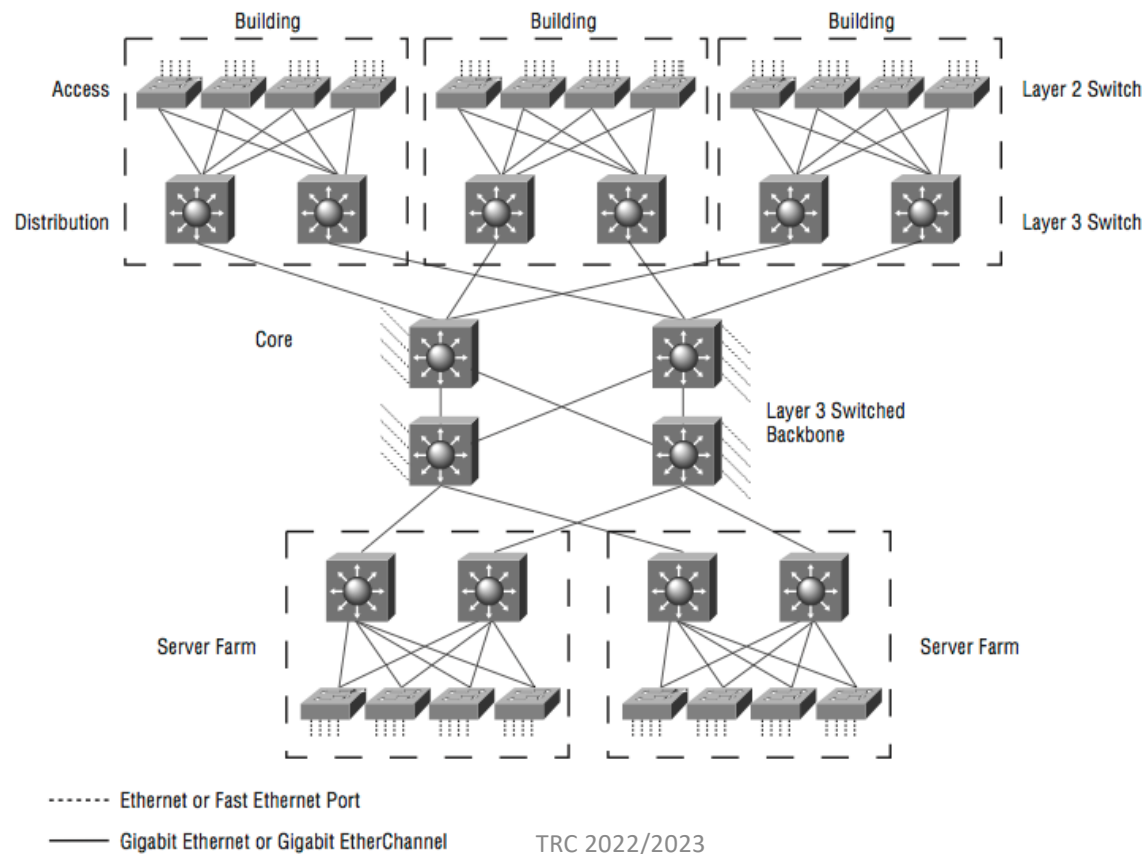 Building
Building
Building
Access
Layer 2 Switch
Distribution
Layer 3 Switch
Core
Layer 3 Switched
Backbone
Server Farm
Server Farm
Ethernet or Fast Ethernet Port
Gigabit Ethernet or Gigabit EtherChannel
TRC 2022/2023